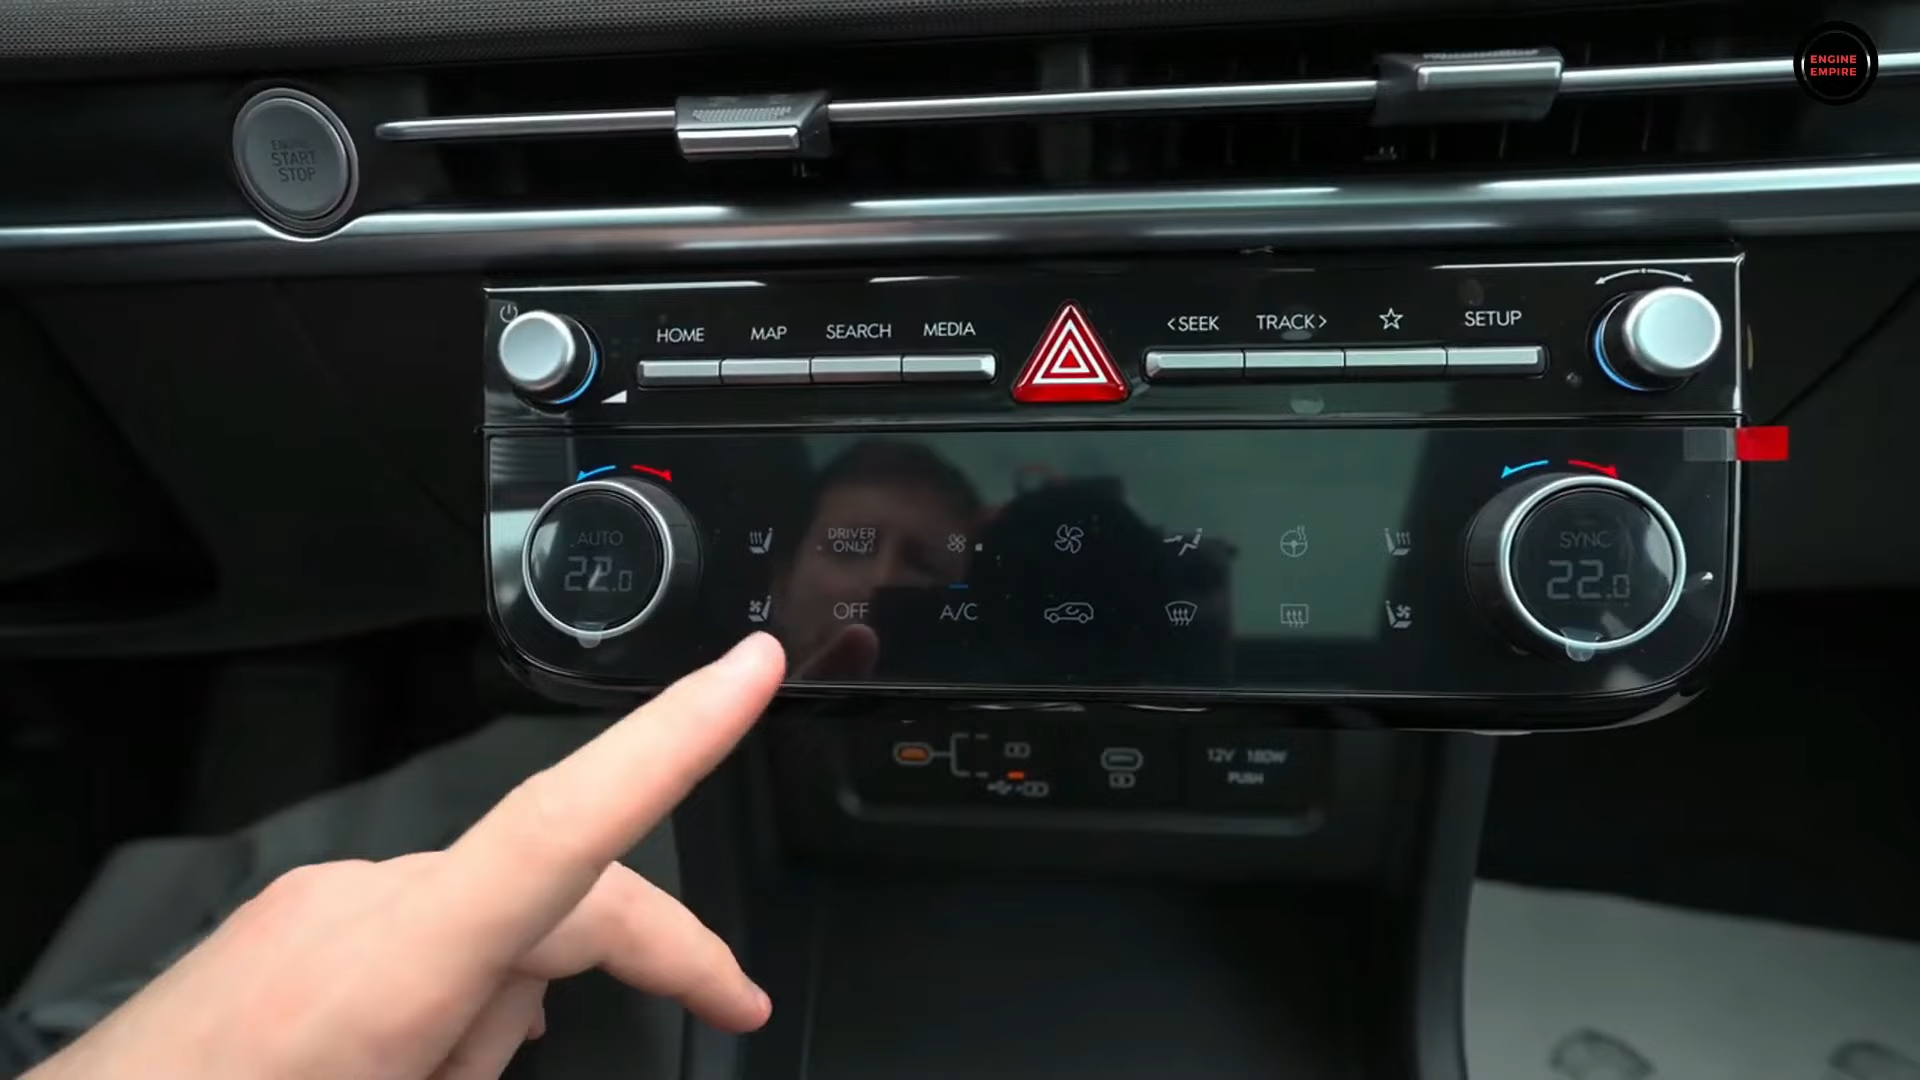 ENGINE
EMPIRE
ENGINE
START
STOP
HOME MAP SEARCH MEDIA <SEEK TRACK> SETUP
AUTO
22.0
DRIVER
ONLY
SYNC
22.0
OFF A/C
12V 180W
PUSH